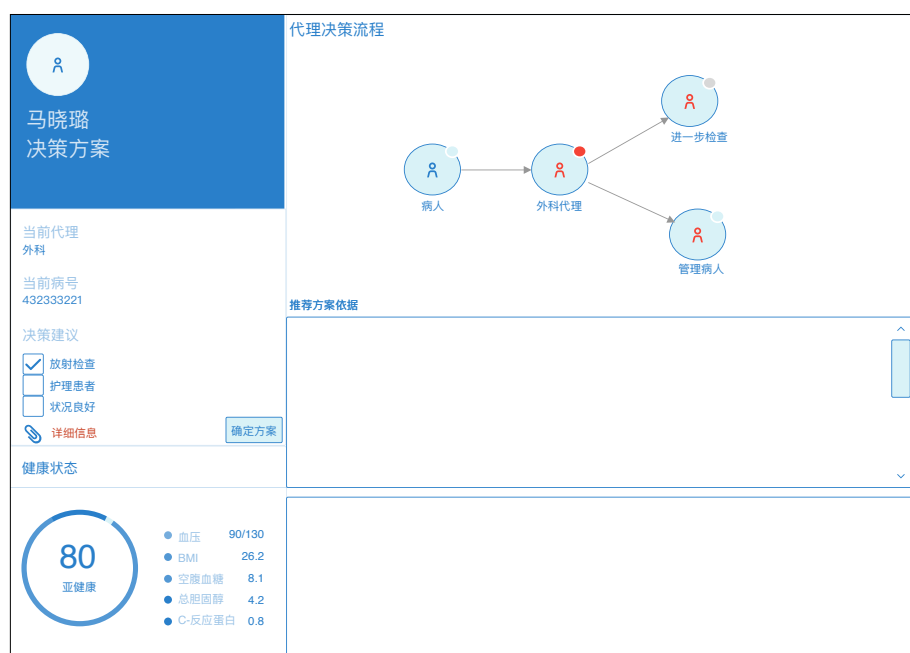 马晓璐
决策方案
当前代理
外科
当前病号
432333221
决策建议
放射检查
护理患者
状况良好
详细信息
确定方案
健康状态
80
亚健康
血压 90/130
BMI 26.2
空腹血糖 8.1
总胆固醇 4.2
C-反应蛋白 0.8
代理决策流程
病人
外科代理
进一步检查
管理病人
推荐方案依据